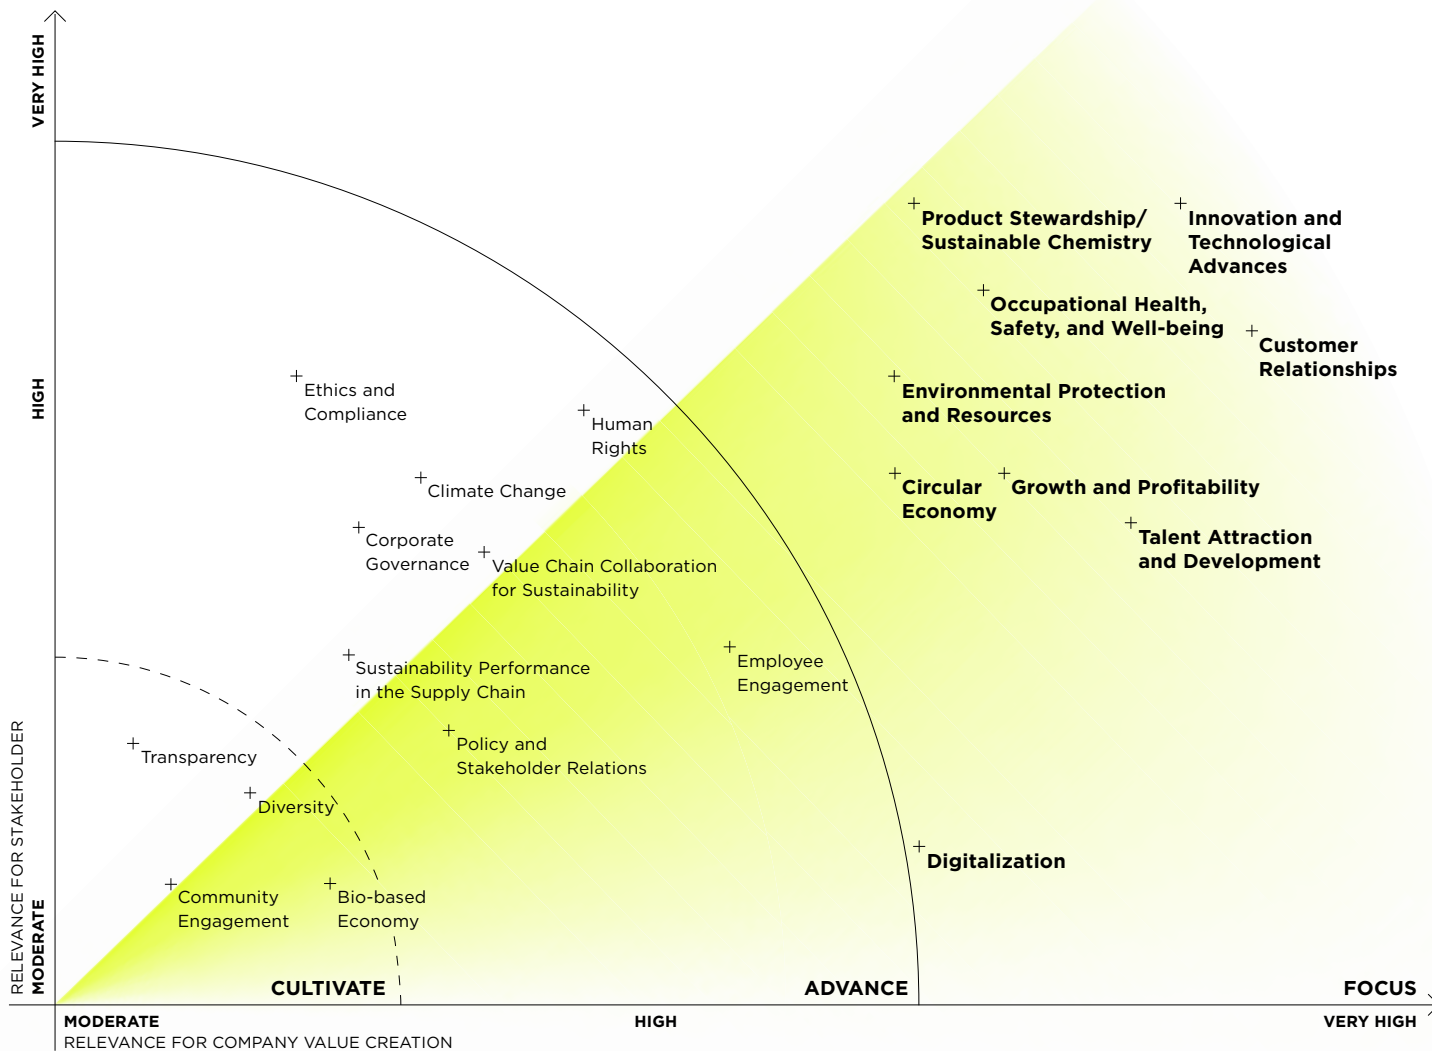 VERY HIGH
HIGH
RELEVANCE FOR STAKEHOLDER
MODERATE
Product Stewardship/
Sustainable Chemistry
Innovation and
Technological
Advances
Occupational Health,
Safety, and Well-being
Customer
Relationships
Environmental Protection
and Resources
Ethics and
Compliance
Human
Rights
Climate Change
Circular
Economy
Growth and Profitability
Talent Attraction
and Development
Corporate
Governance
Value Chain Collaboration
for Sustainability
Sustainability Performance
in the Supply Chain
Employee
Engagement
Policy and
Stakeholder Relations
Transparency
Diversity
Digitalization
Community
Engagement
Bio-based
Economy
CULTIVATE
ADVANCE
FOCUS
MODERATE
HIGH
VERY HIGH
RELEVANCE FOR COMPANY VALUE CREATION